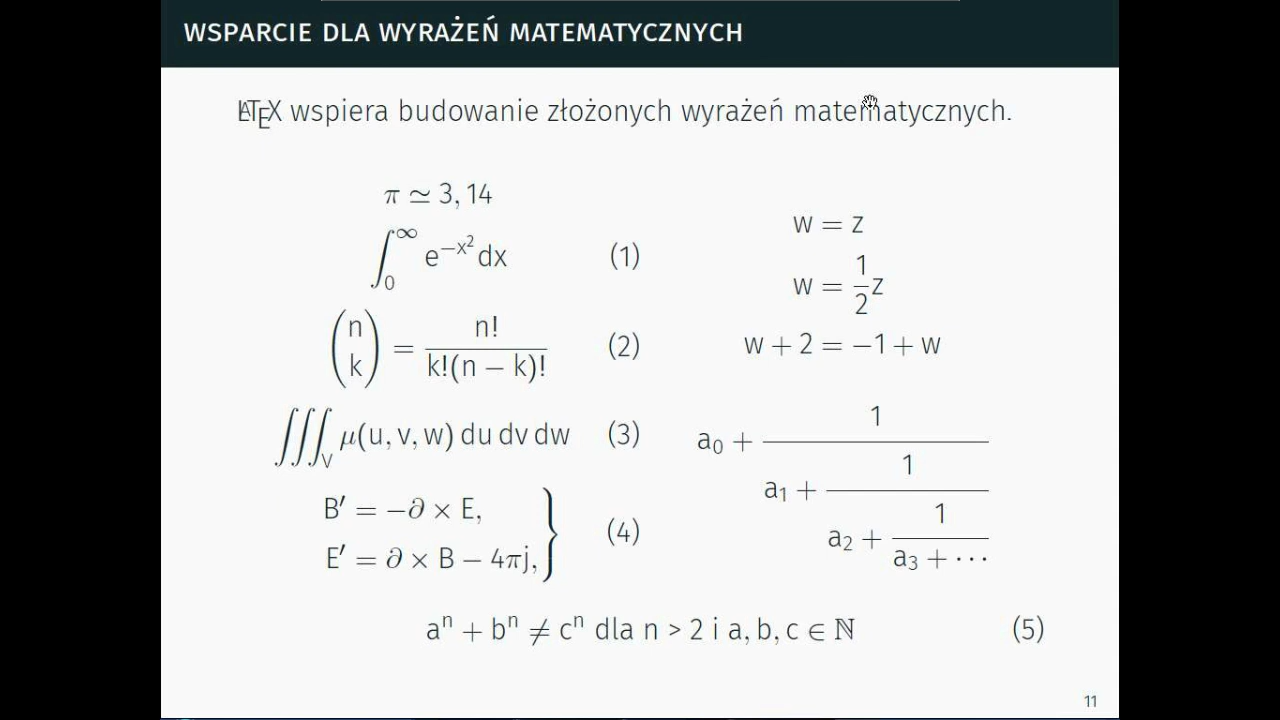 WSPARCIE DLA WYRAŻEŃ MATEMATYCZNYCH
LATEX wspiera budowanie złożonych wyrażeń matematycznych.
π ≃ 3, 14
∫₀^∞ e^{−x²} dx (1)
(n k) = n! / k!(n − k)! (2)
∭_V μ(u, v, w) du dv dw (3)
B′ = −∂ × E,
E′ = ∂ × B − 4πj, } (4)
w = z
w = 1/2 z
w + 2 = −1 + w
a₀ + 1
a₁ + 1
a₂ + 1
a₃ + ⋯
aⁿ + bⁿ ≠ cⁿ dla n > 2 i a, b, c ∈ ℕ (5)
11